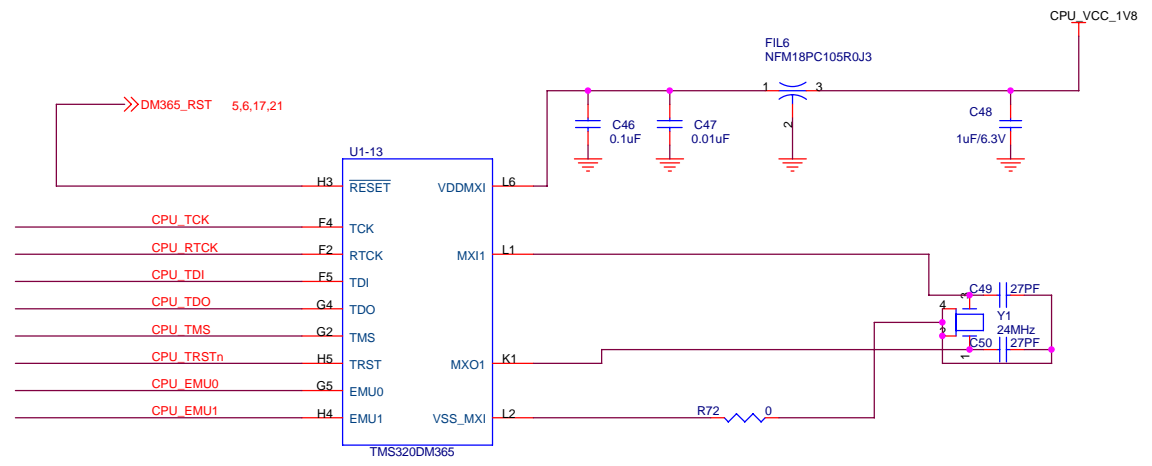 CPU_VCC_1V8
FIL6
NFM18PC105R0J3
1
3
2
DM365_RST 5,6,17,21
C46
0.1uF
C47
0.01uF
C48
1uF/6.3V
U1-13
H3 RESET VDDMXI L6
CPU_TCK F4 TCK
CPU_RTCK F2 RTCK MXI1 L1
CPU_TDI F5 TDI
CPU_TDO G4 TDO
CPU_TMS G2 TMS
CPU_TRSTn H5 TRST MXO1 K1
CPU_EMU0 G5 EMU0
CPU_EMU1 H4 EMU1 VSS_MXI L2
R72 0
3 C49 27PF
4 Y1
2 24MHz
1 C50 27PF
TMS320DM365